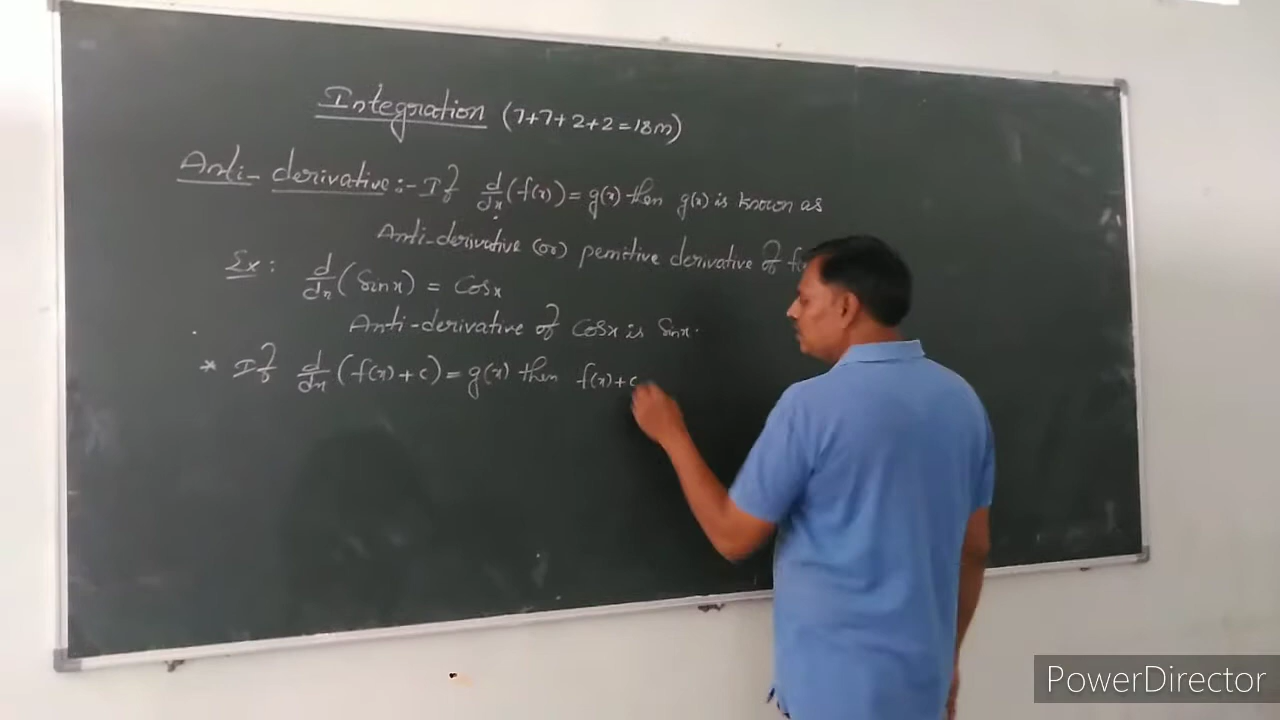 Integration (7+7+2+2=18m)
Anti-derivative:- If d/dx (f(x)) = g(x) then g(x) is known as
Anti-derivative (or) pemitive derivative of f(
Ex: d/dx (Sinx) = Cosx
Anti-derivative of Cosx is Sinx.
* If d/dx (f(x)+c) = g(x) then f(x)+c
PowerDirector